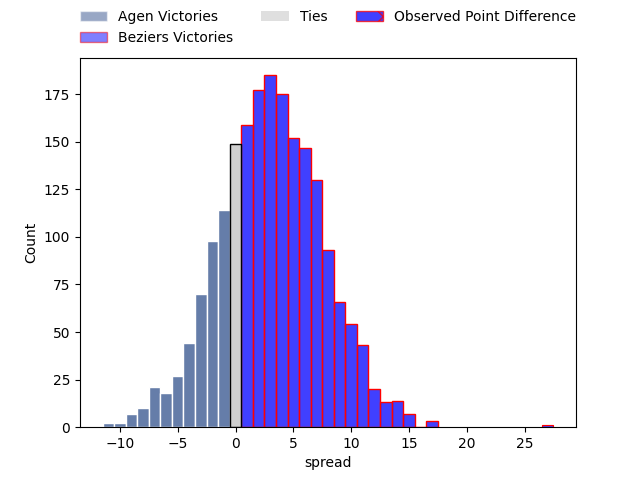 Agen Victories
Ties
Observed Point Difference
Beziers Victories
175
150
125
100
75
50
25
0
Count
−10
−5
0
5
10
15
20
25
spread